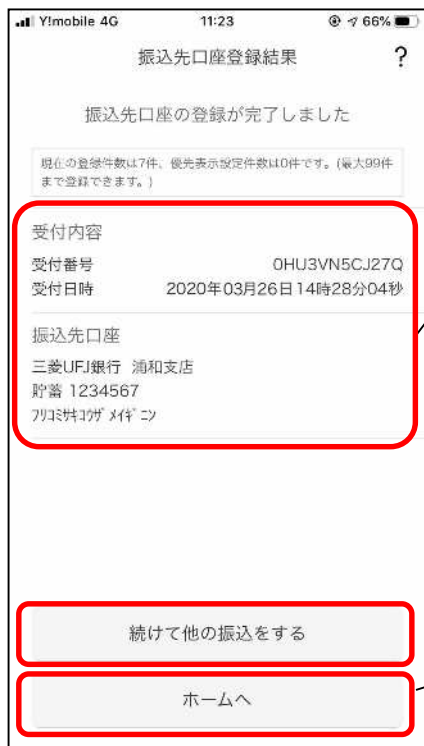 Y!mobile 4G 11:23 66%
振込先口座登録結果 ?
振込先口座の登録が完了しました
現在の登録件数は7件、優先表示設定件数は0件です。(最大99件
まで登録できます。)
受付内容
受付番号 0HU3VN5CJ27Q
受付日時 2020年03月26日14時28分04秒
振込先口座
三菱UFJ銀行 浦和支店
貯蓄 1234567
フリコミサキコウザ メイギニン
続けて他の振込をする
ホームへ